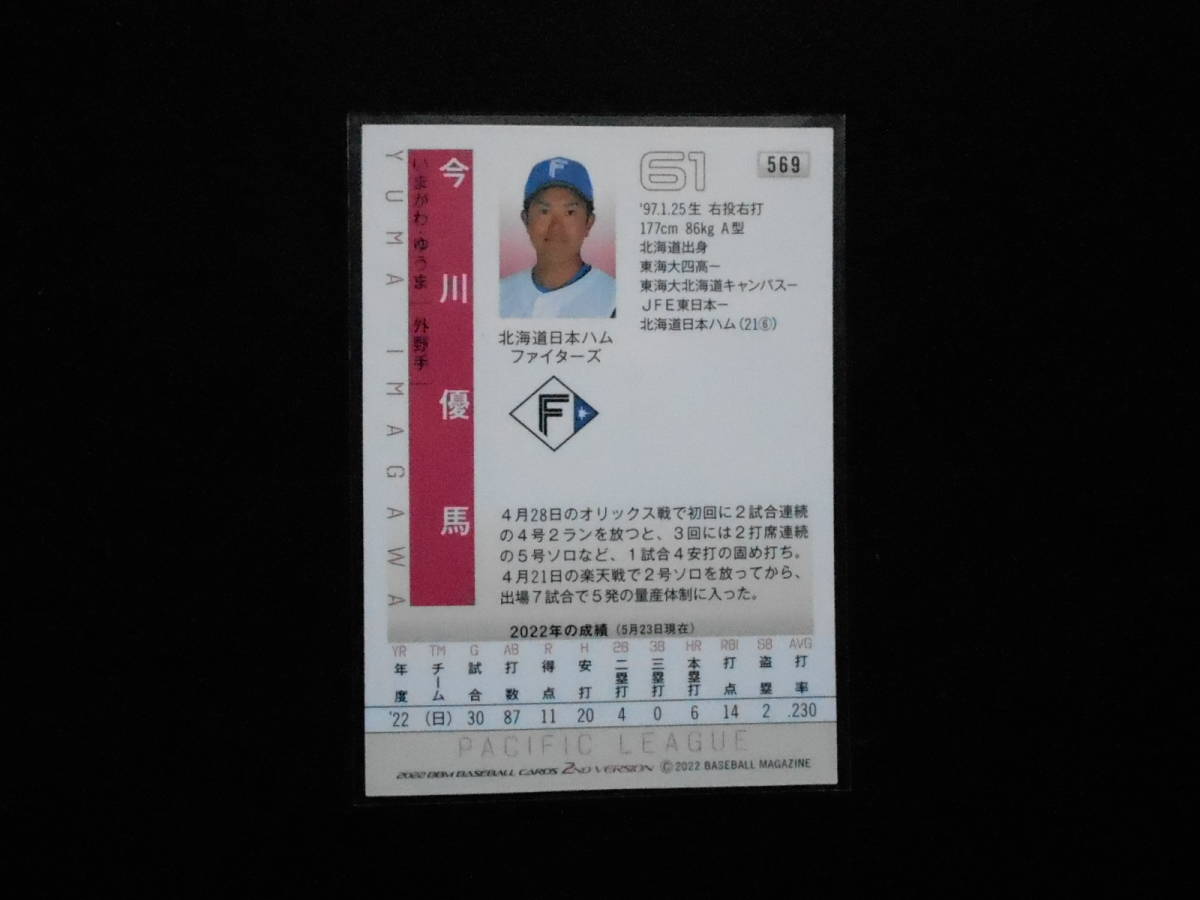 YUMA IMAGAWA
いまがわ・ゆうま
外野手
今川優馬
F
61
569
'97.1.25生 右投右打
177cm 86kg A型
北海道出身
東海大四高ー
東海大北海道キャンパスー
JFE東日本ー
北海道日本ハム(21⑥)
北海道日本ハム
ファイターズ
F
4月28日のオリックス戦で初回に2試合連続
の4号2ランを放つと、3回には2打席連続
の5号ソロなど、1試合4安打の固め打ち。
4月21日の楽天戦で2号ソロを放ってから、
出場7試合で5発の量産体制に入った。
2022年の成績(5月23日現在)
YR TM G AB R H 2B 3B HR RBI SB AVG
年度 チーム 試合 打数 得点 安打 二塁打 三塁打 本塁打 打点 盗塁 打率
'22 (日) 30 87 11 20 4 0 6 14 2 .230
PACIFIC LEAGUE
2022 BBM BASEBALL CARDS 2ND VERSION ©2022 BASEBALL MAGAZINE